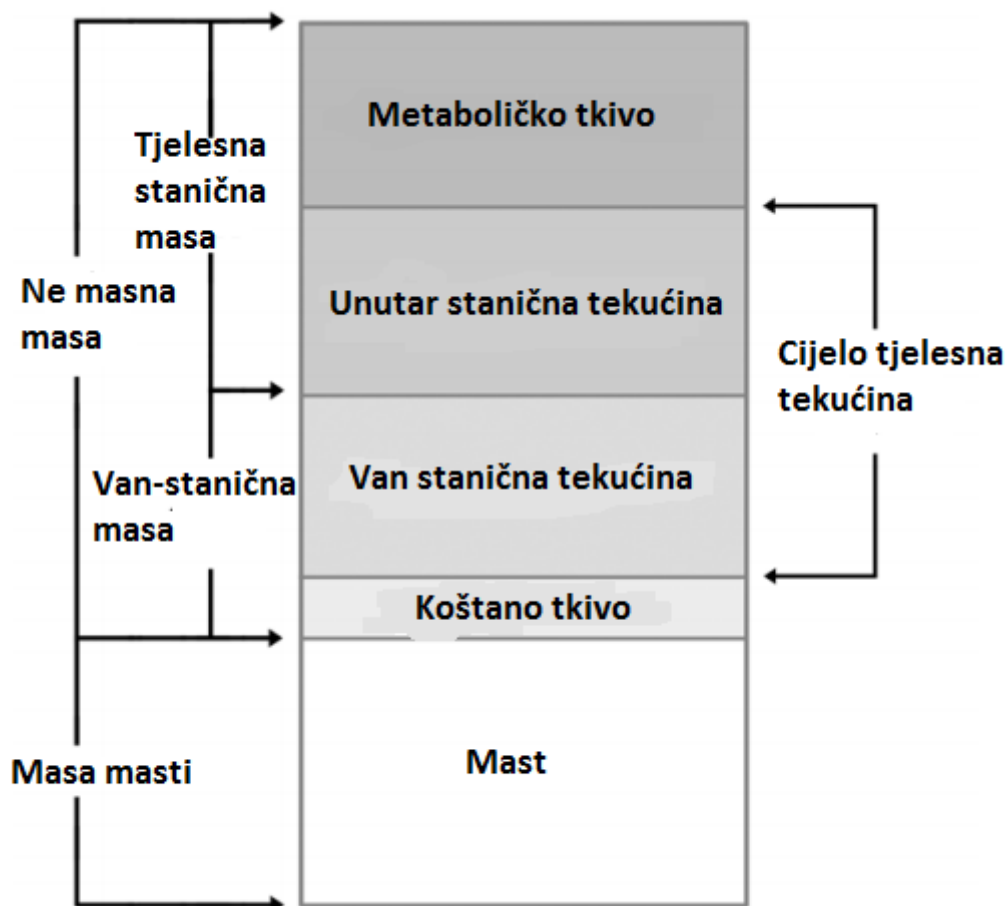 Metaboličko tkivo
Tjelesna
stanična
masa
Ne masna
masa
Unutar stanična tekućina
Cijelo tjelesna
tekućina
Van-stanična
masa
Van stanična tekućina
Koštano tkivo
Masa masti
Mast